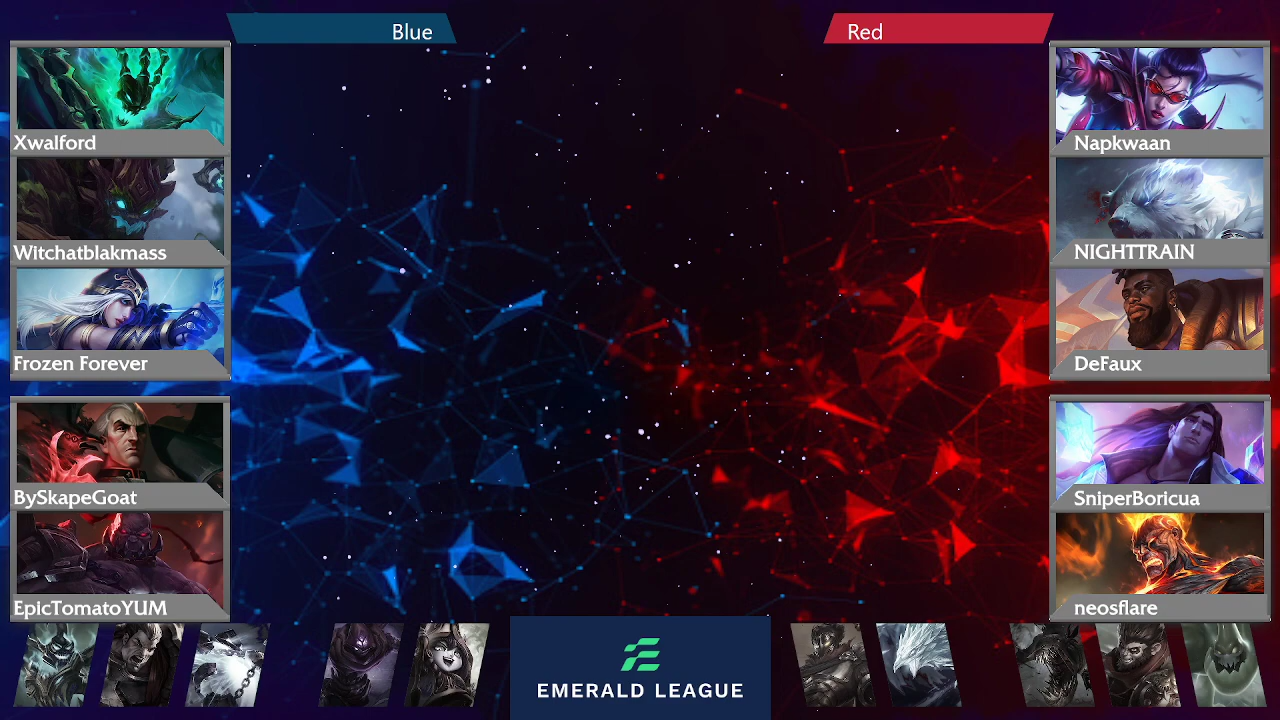 Blue
Red
Xwalford
Napkwaan
Witchatblakmass
NIGHTTRAIN
Frozen Forever
DeFaux
BySkapeGoat
SniperBoricua
EpicTomatoYUM
neosflare
EMERALD LEAGUE